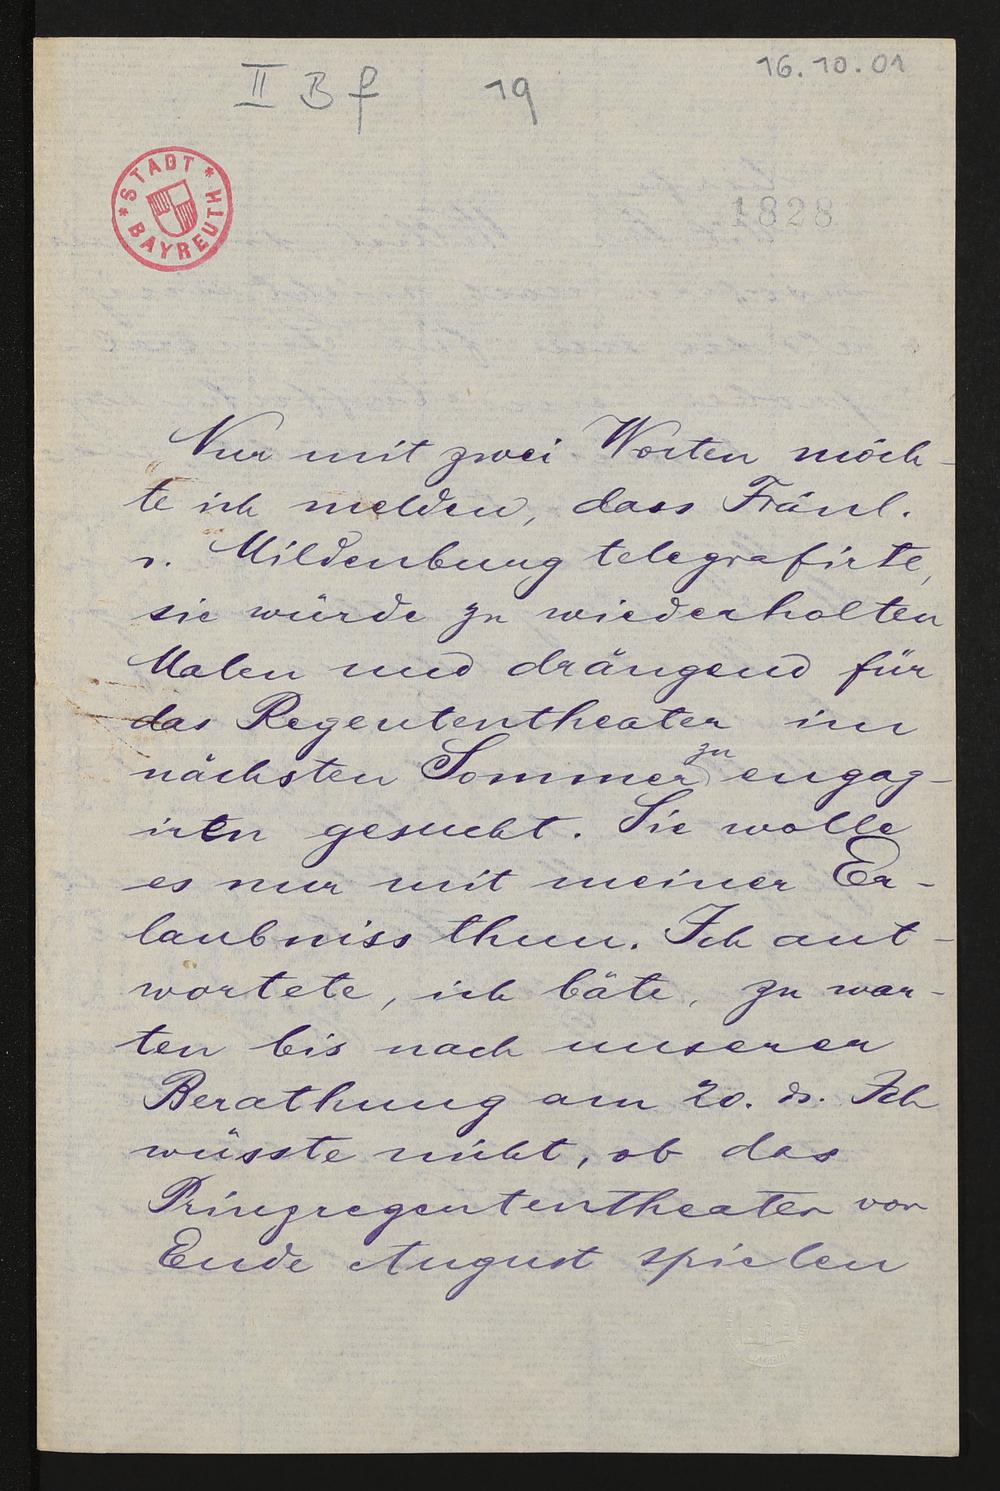 II B f 19
16.10.01
* STADT * BAYREUTH
1828
Nur mit zwei Worten möch-
te ich melden, dass Fräul.
v. Mildenburg telegrafirte,
sie würde zu wiederholten
Malen und drängend für
das Regententheater im
nächsten Sommer zu engag-
iren gesucht. Sie wolle
es nur mit meiner Er-
laubniss thun. Ich ant-
wortete, ich bäte, zu war-
ten bis nach unserer
Berathung am 20. ds. Ich
wüsste nicht, ob das
Prinzregententheater vor
Ende August spielen